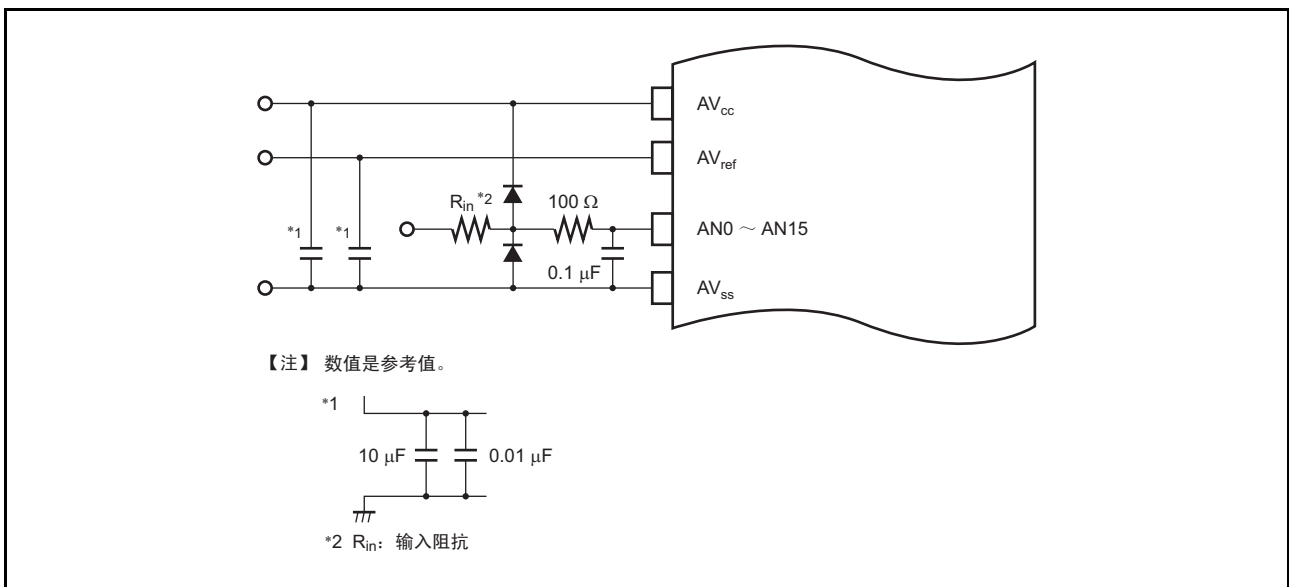 AVcc
AVref
Rin *2
100 Ω
*1
*1
AN0 ～ AN15
0.1 μF
AVss
【注】 数值是参考值。
*1
10 μF
0.01 μF
*2 Rin：输入阻抗